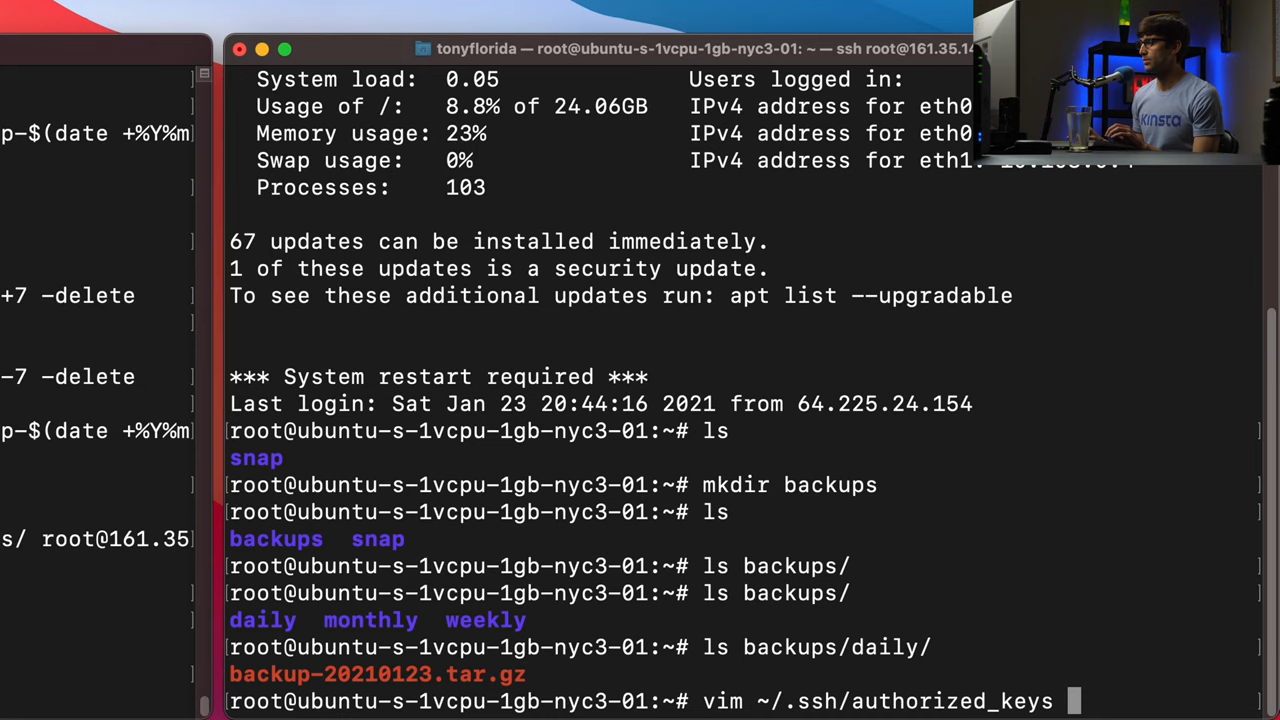 tonyflorida — root@ubuntu-s-1vcpu-1gb-nyc3-01: ~ — ssh root@161.35.14
p-$(date +%Y%m
+7 -delete
-7 -delete
p-$(date +%Y%m
s/ root@161.35
System load: 0.05 Users logged in:
Usage of /: 8.8% of 24.06GB IPv4 address for eth0
Memory usage: 23% IPv4 address for eth0
Swap usage: 0% IPv4 address for eth1:
Processes: 103
67 updates can be installed immediately.
1 of these updates is a security update.
To see these additional updates run: apt list --upgradable
*** System restart required ***
Last login: Sat Jan 23 20:44:16 2021 from 64.225.24.154
[root@ubuntu-s-1vcpu-1gb-nyc3-01:~# ls ]
snap
[root@ubuntu-s-1vcpu-1gb-nyc3-01:~# mkdir backups ]
[root@ubuntu-s-1vcpu-1gb-nyc3-01:~# ls ]
backups snap
[root@ubuntu-s-1vcpu-1gb-nyc3-01:~# ls backups/ ]
[root@ubuntu-s-1vcpu-1gb-nyc3-01:~# ls backups/ ]
daily monthly weekly
[root@ubuntu-s-1vcpu-1gb-nyc3-01:~# ls backups/daily/ ]
backup-20210123.tar.gz
root@ubuntu-s-1vcpu-1gb-nyc3-01:~# vim ~/.ssh/authorized_keys
KINSTA